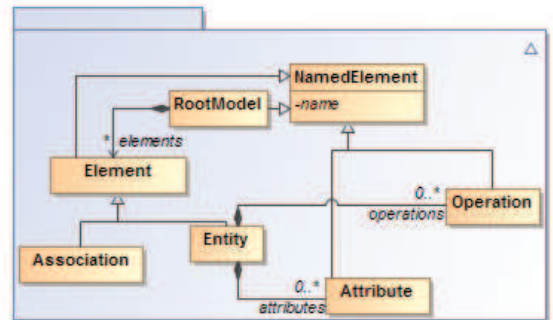 NamedElement
-name
RootModel
* elements
Element
0..*
operations
Operation
Entity
Association
0..*
attributes
Attribute